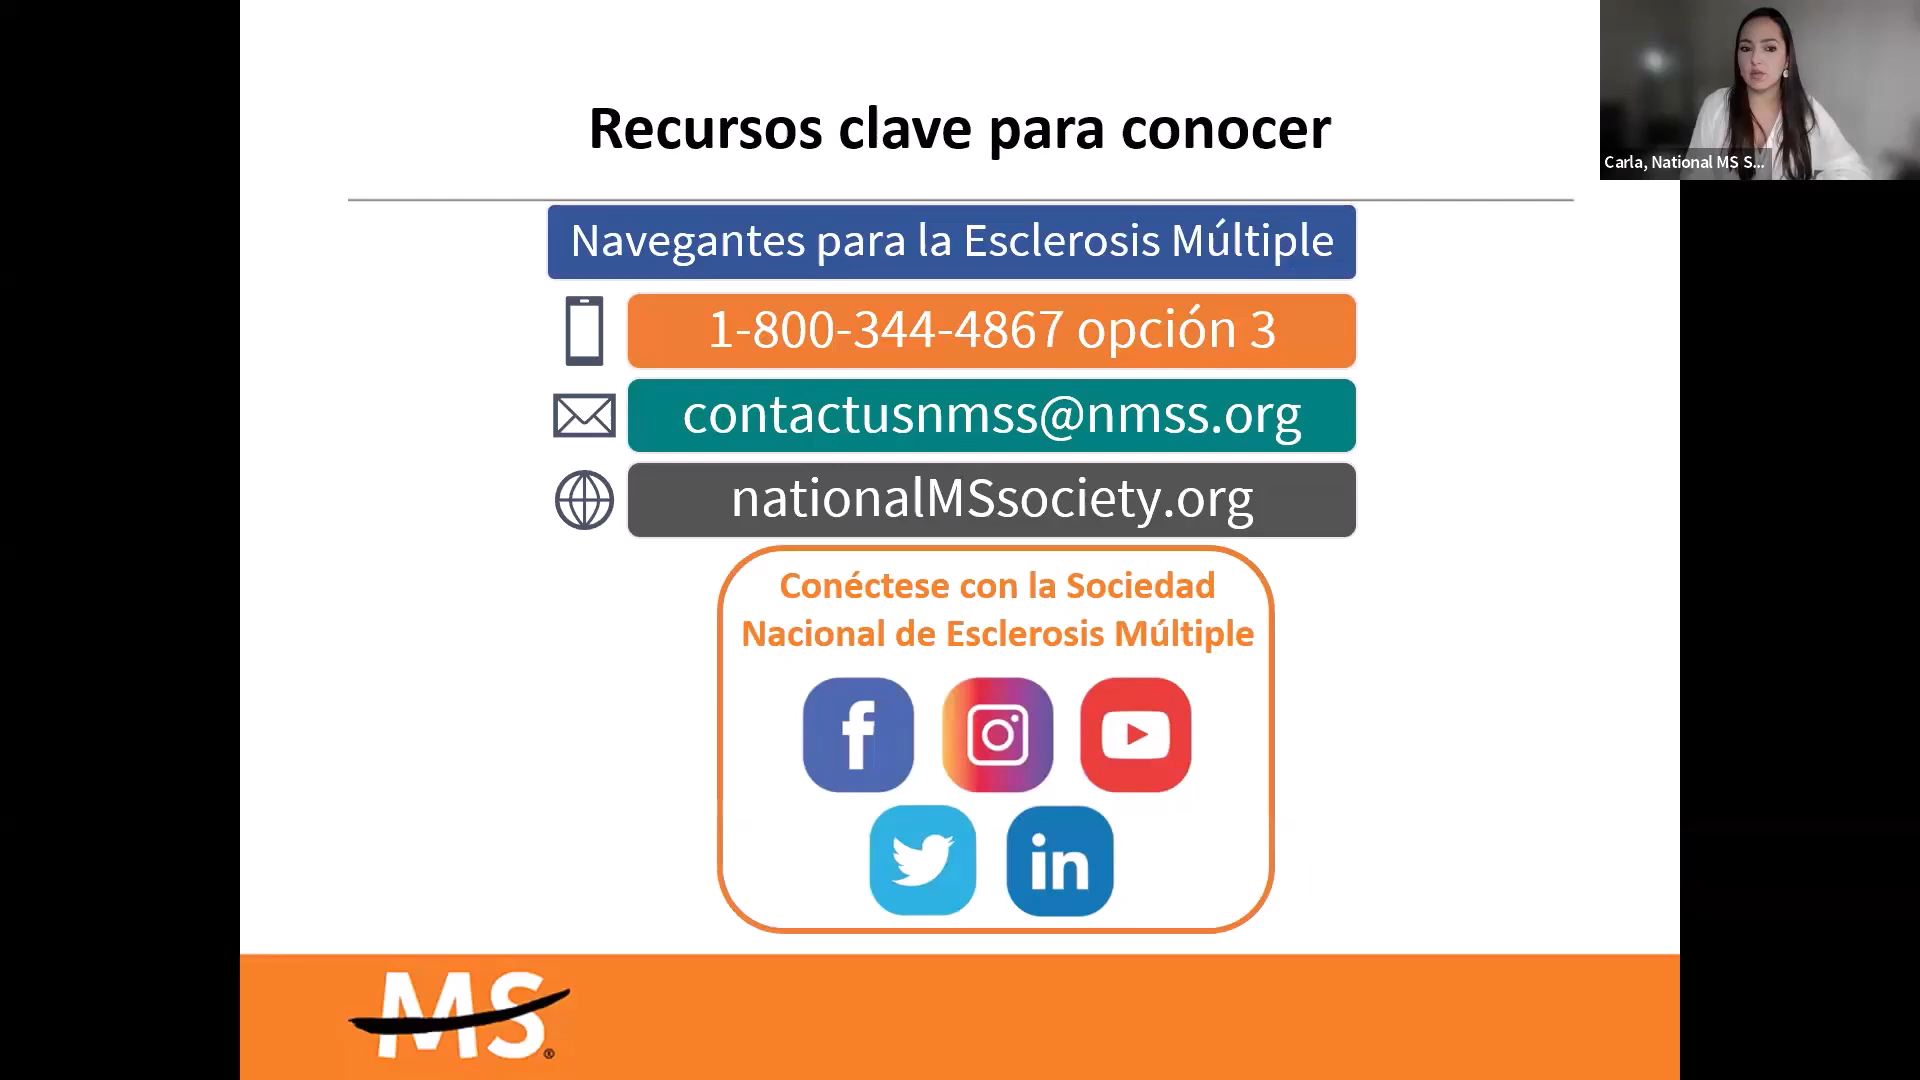 Recursos clave para conocer
Carla, National MS S...
Navegantes para la Esclerosis Múltiple
1-800-344-4867 opción 3
contactusnmss@nmss.org
nationalMSsociety.org
Conéctese con la Sociedad
Nacional de Esclerosis Múltiple
f
in
MS®